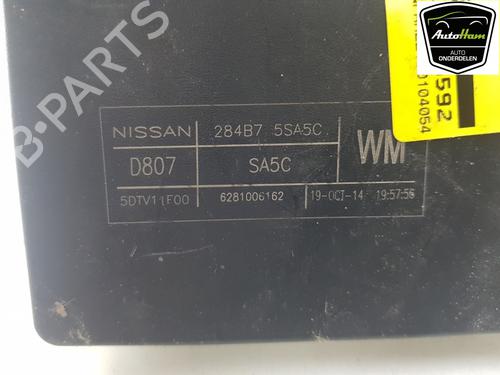 AutoHam
AUTO
ONDERDELEN
592
0104054
B-PARTS
NISSAN 284B7 5SA5C
D807 SA5C WM
5DTV11F00 6281006162 19-OCT-14 19:57:56